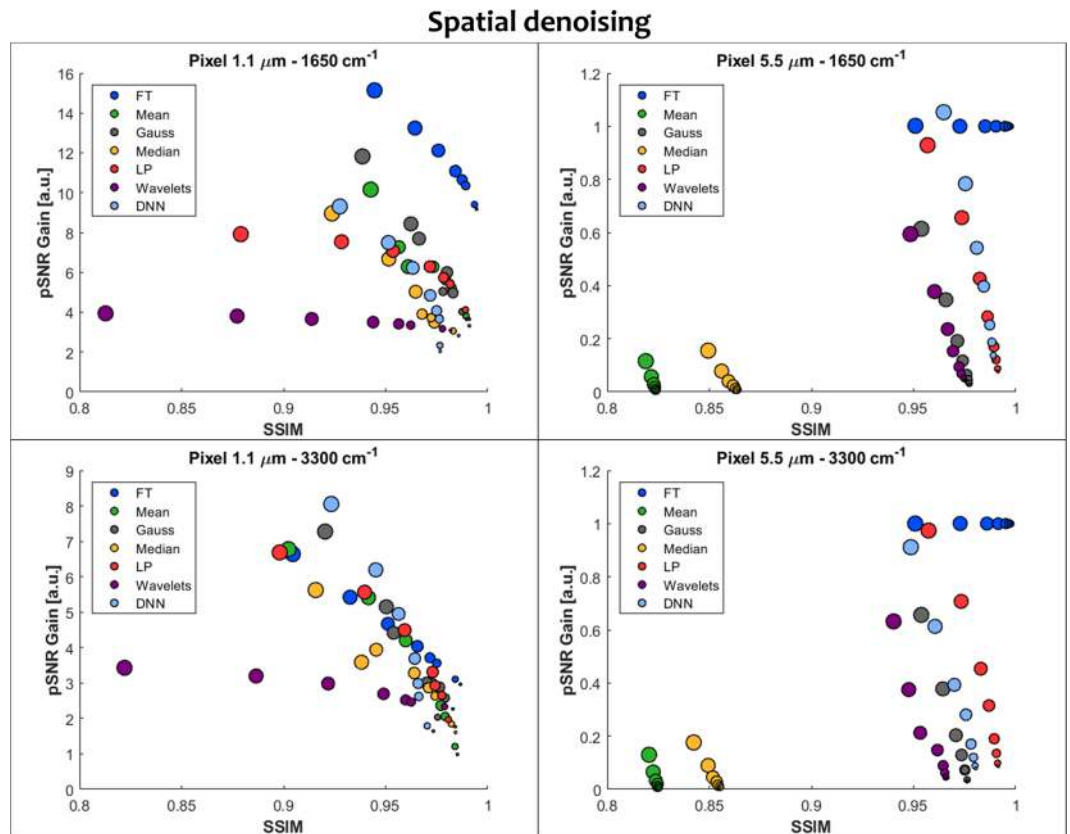 Spatial denoising
Pixel 1.1 μm - 1650 cm⁻¹
16
14
12
10
8
6
4
2
0
pSNR Gain [a.u.]
FT
Mean
Gauss
Median
LP
Wavelets
DNN
0.8 0.85 0.9 0.95 1
SSIM
Pixel 5.5 μm - 1650 cm⁻¹
1.2
1
0.8
0.6
0.4
0.2
0
pSNR Gain [a.u.]
FT
Mean
Gauss
Median
LP
Wavelets
DNN
0.8 0.85 0.9 0.95 1
SSIM
Pixel 1.1 μm - 3300 cm⁻¹
9
8
7
6
5
4
3
2
1
0
pSNR Gain [a.u.]
FT
Mean
Gauss
Median
LP
Wavelets
DNN
0.8 0.85 0.9 0.95 1
SSIM
Pixel 5.5 μm - 3300 cm⁻¹
1.2
1
0.8
0.6
0.4
0.2
0
pSNR Gain [a.u.]
FT
Mean
Gauss
Median
LP
Wavelets
DNN
0.8 0.85 0.9 0.95 1
SSIM